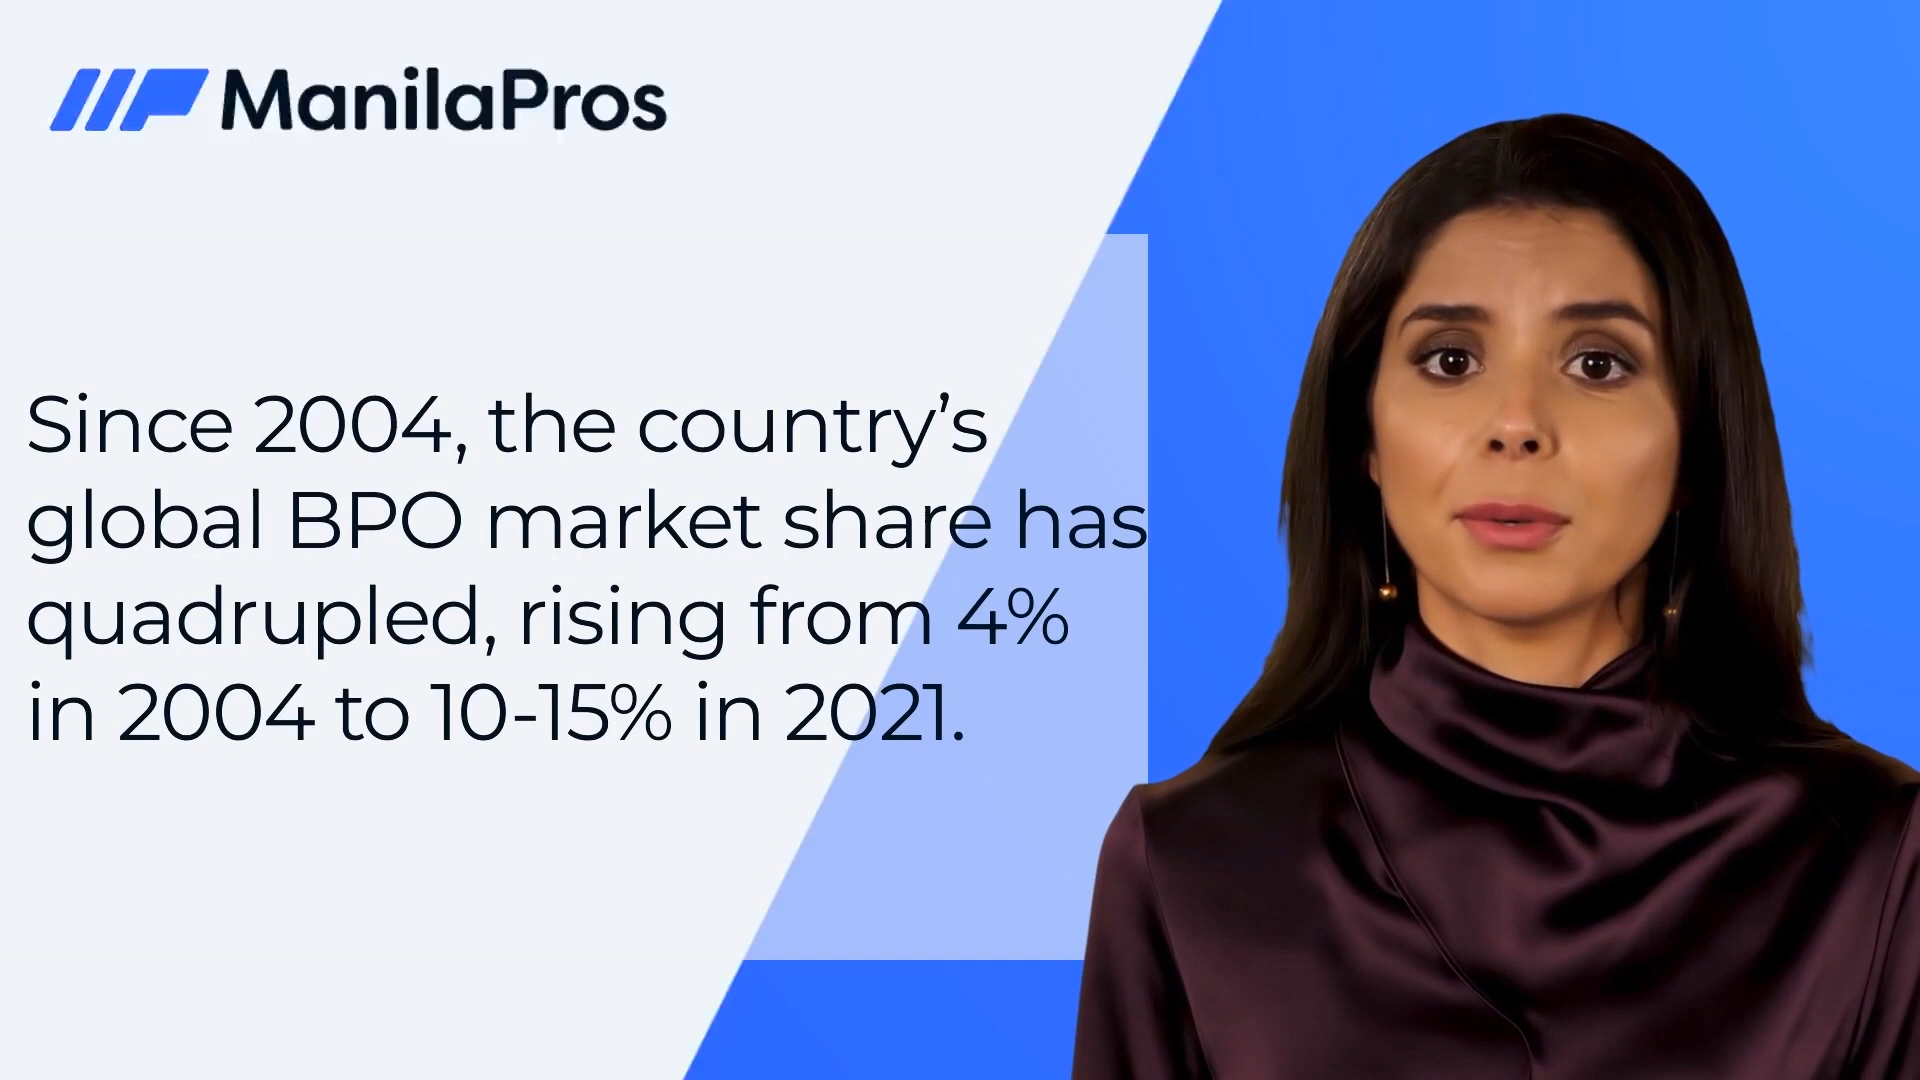 ManilaPros
Since 2004, the country’s
global BPO market share has
quadrupled, rising from 4%
in 2004 to 10-15% in 2021.